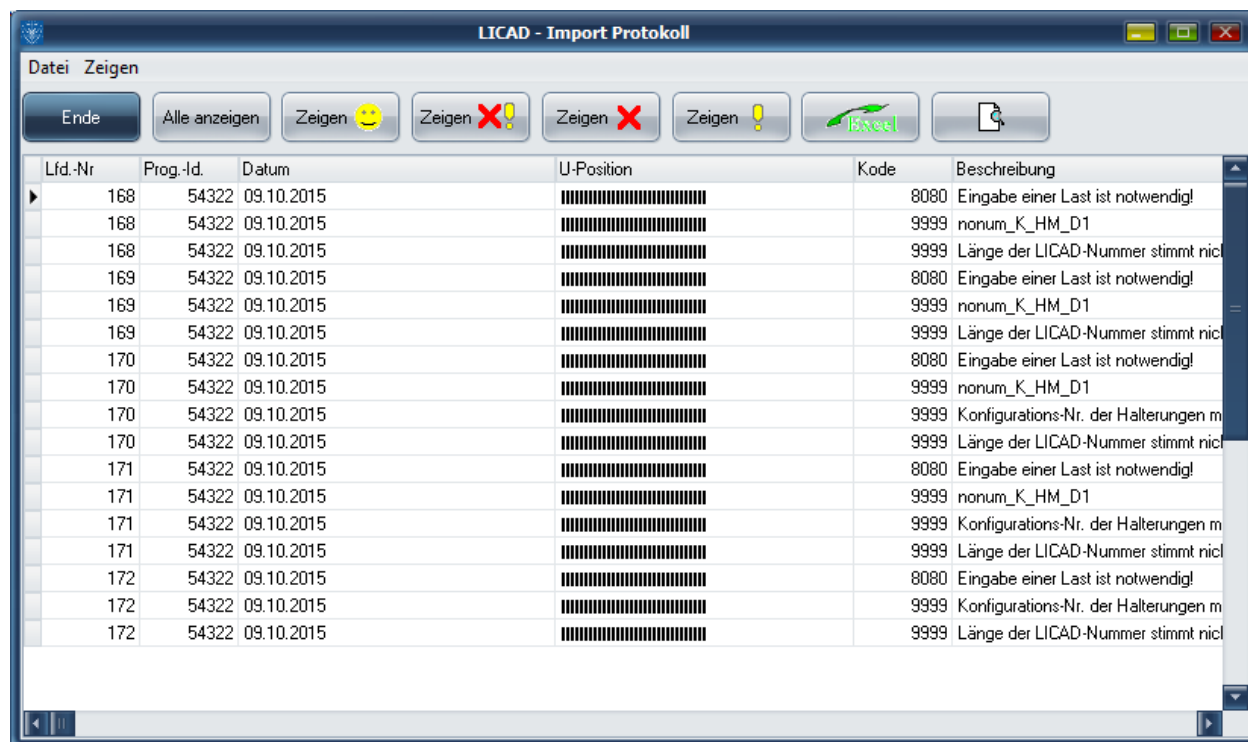 LICAD - Import Protokoll
Datei Zeigen
Ende Alle anzeigen Zeigen Zeigen Zeigen Zeigen Excel
Lfd.-Nr Prog.-Id. Datum U-Position Kode Beschreibung
168 54322 09.10.2015 8080 Eingabe einer Last ist notwendig!
168 54322 09.10.2015 9999 nonum_K_HM_D1
168 54322 09.10.2015 9999 Länge der LICAD-Nummer stimmt nicl
169 54322 09.10.2015 8080 Eingabe einer Last ist notwendig!
169 54322 09.10.2015 9999 nonum_K_HM_D1
169 54322 09.10.2015 9999 Länge der LICAD-Nummer stimmt nicl
170 54322 09.10.2015 8080 Eingabe einer Last ist notwendig!
170 54322 09.10.2015 9999 nonum_K_HM_D1
170 54322 09.10.2015 9999 Konfigurations-Nr. der Halterungen m
170 54322 09.10.2015 9999 Länge der LICAD-Nummer stimmt nicl
171 54322 09.10.2015 8080 Eingabe einer Last ist notwendig!
171 54322 09.10.2015 9999 nonum_K_HM_D1
171 54322 09.10.2015 9999 Konfigurations-Nr. der Halterungen m
171 54322 09.10.2015 9999 Länge der LICAD-Nummer stimmt nicl
172 54322 09.10.2015 8080 Eingabe einer Last ist notwendig!
172 54322 09.10.2015 9999 Konfigurations-Nr. der Halterungen m
172 54322 09.10.2015 9999 Länge der LICAD-Nummer stimmt nicl